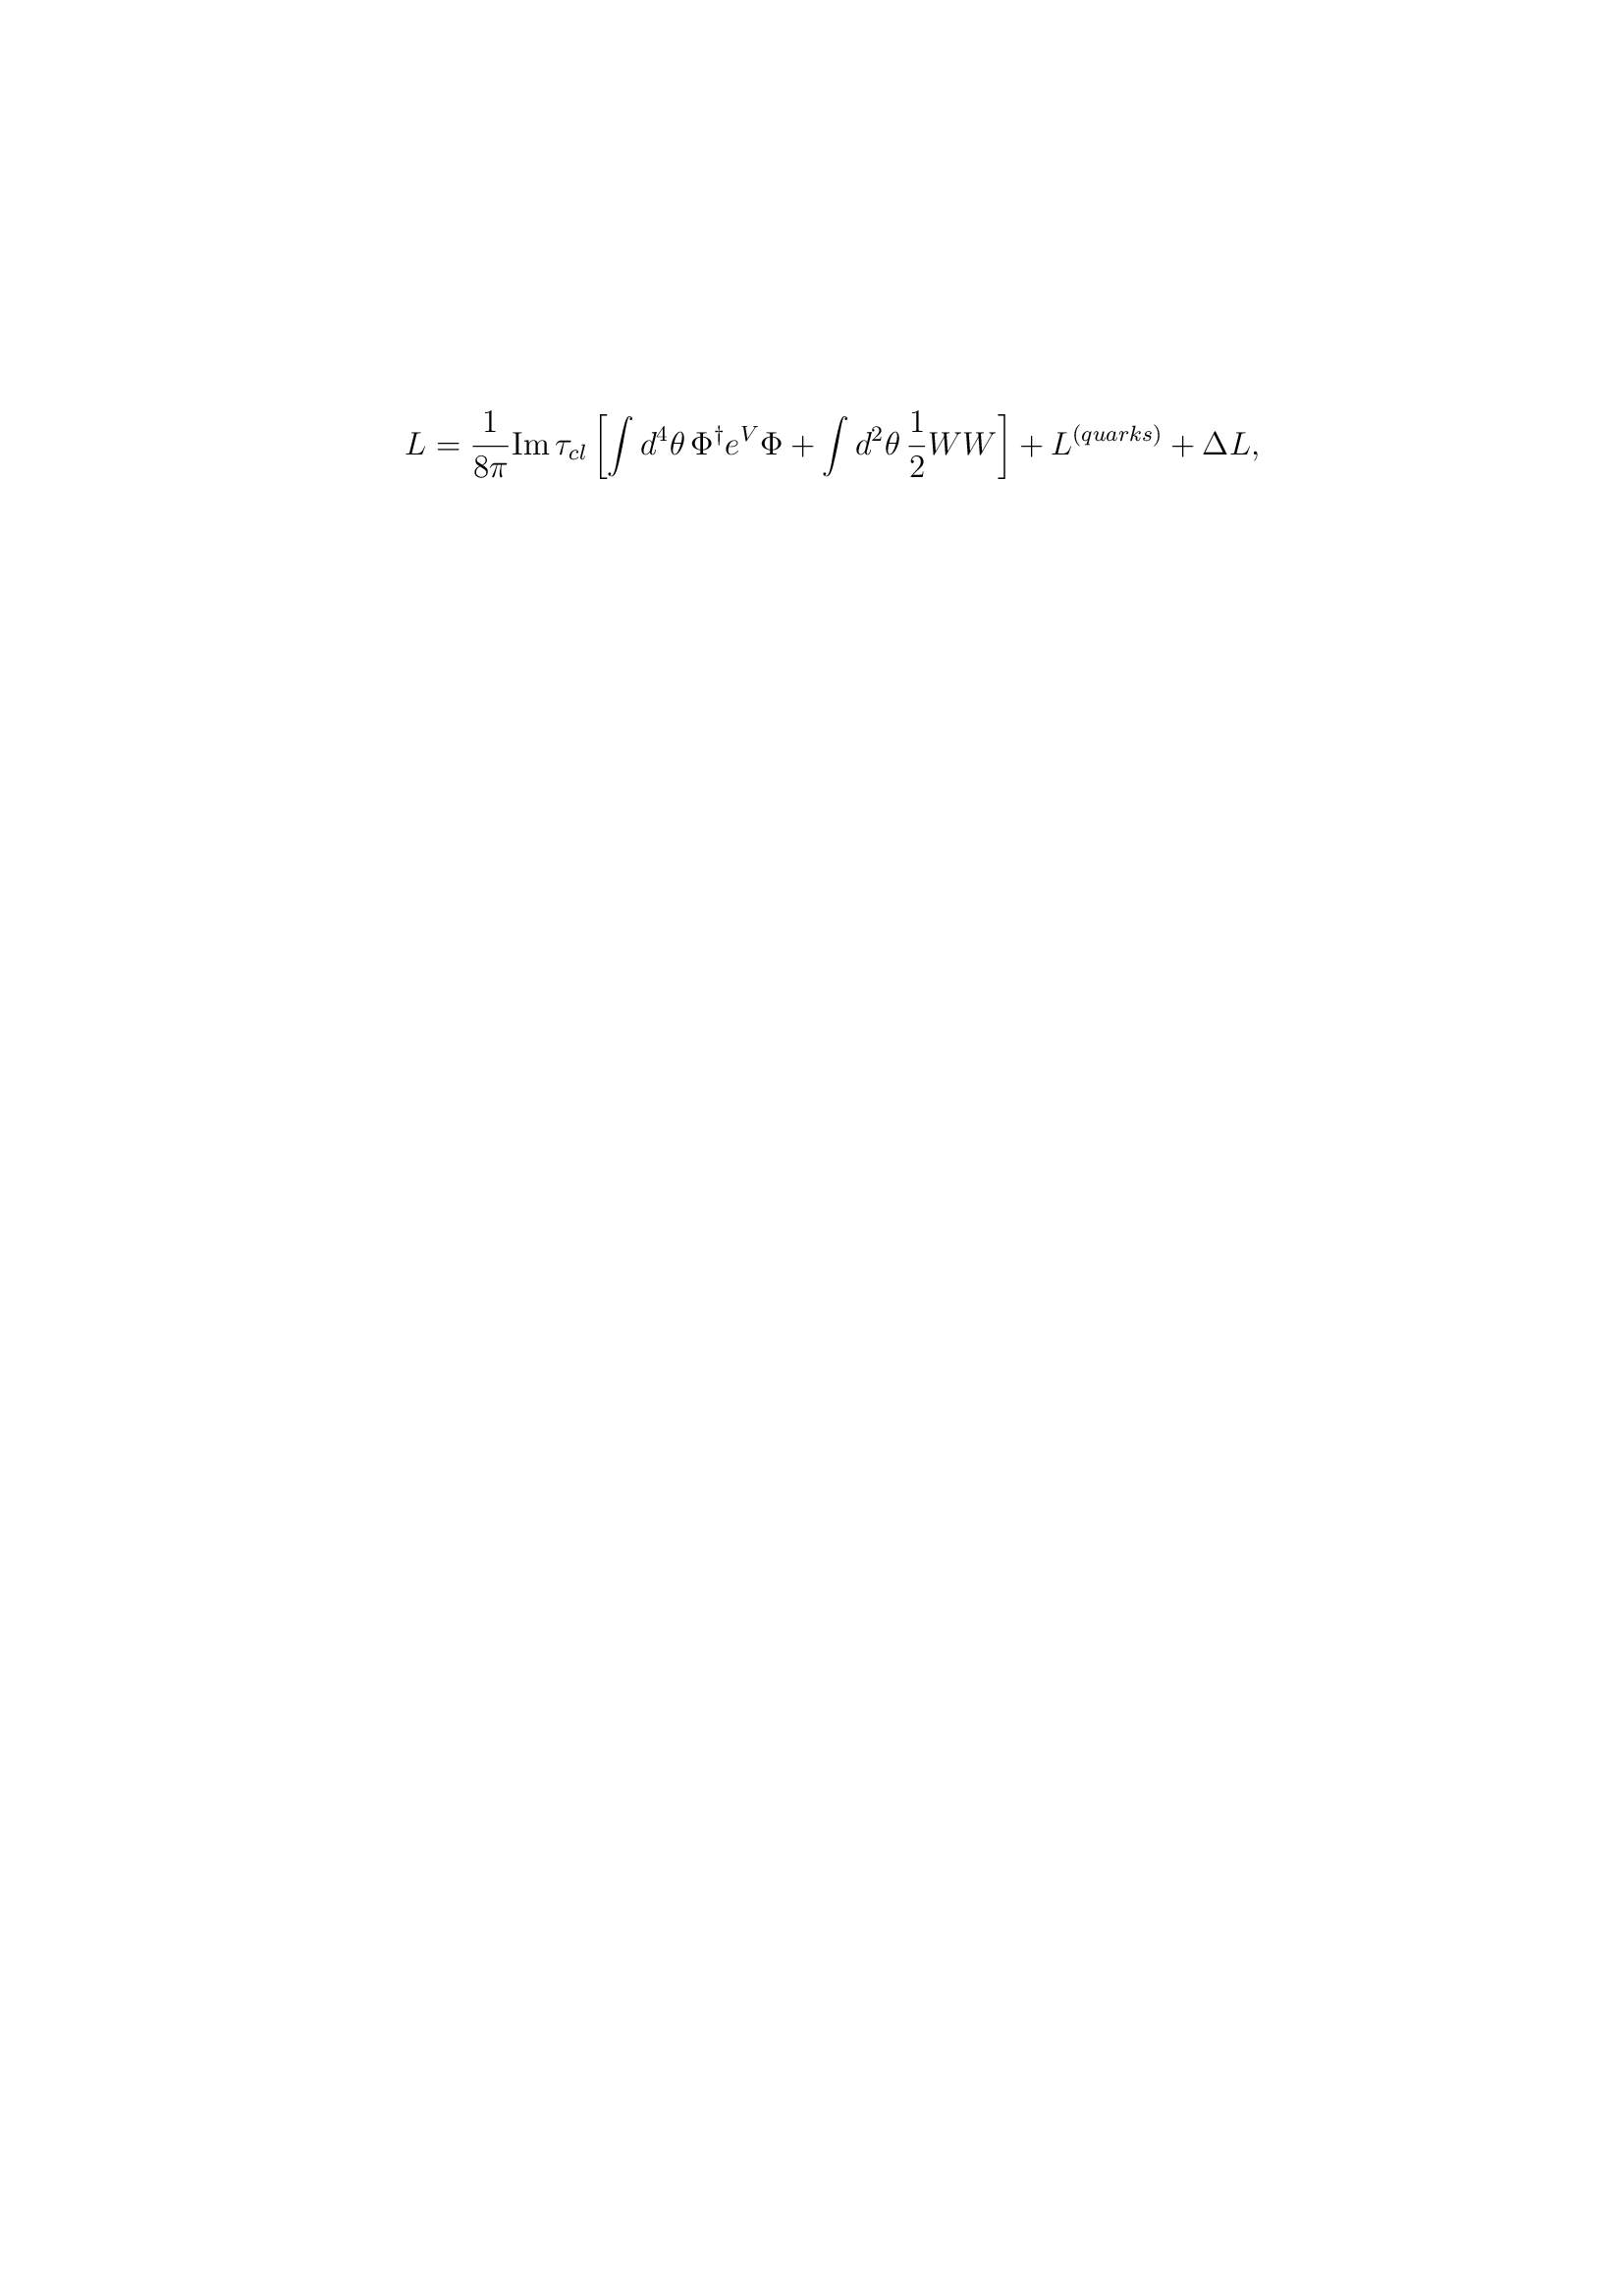 $L = \frac{1}{8\pi} \mathrm{Im}\, \tau_{cl} \left[ \int d^4\theta\, \Phi^\dagger e^V \Phi + \int d^2\theta\, \frac{1}{2} WW \right] + L^{(quarks)} + \Delta L,$